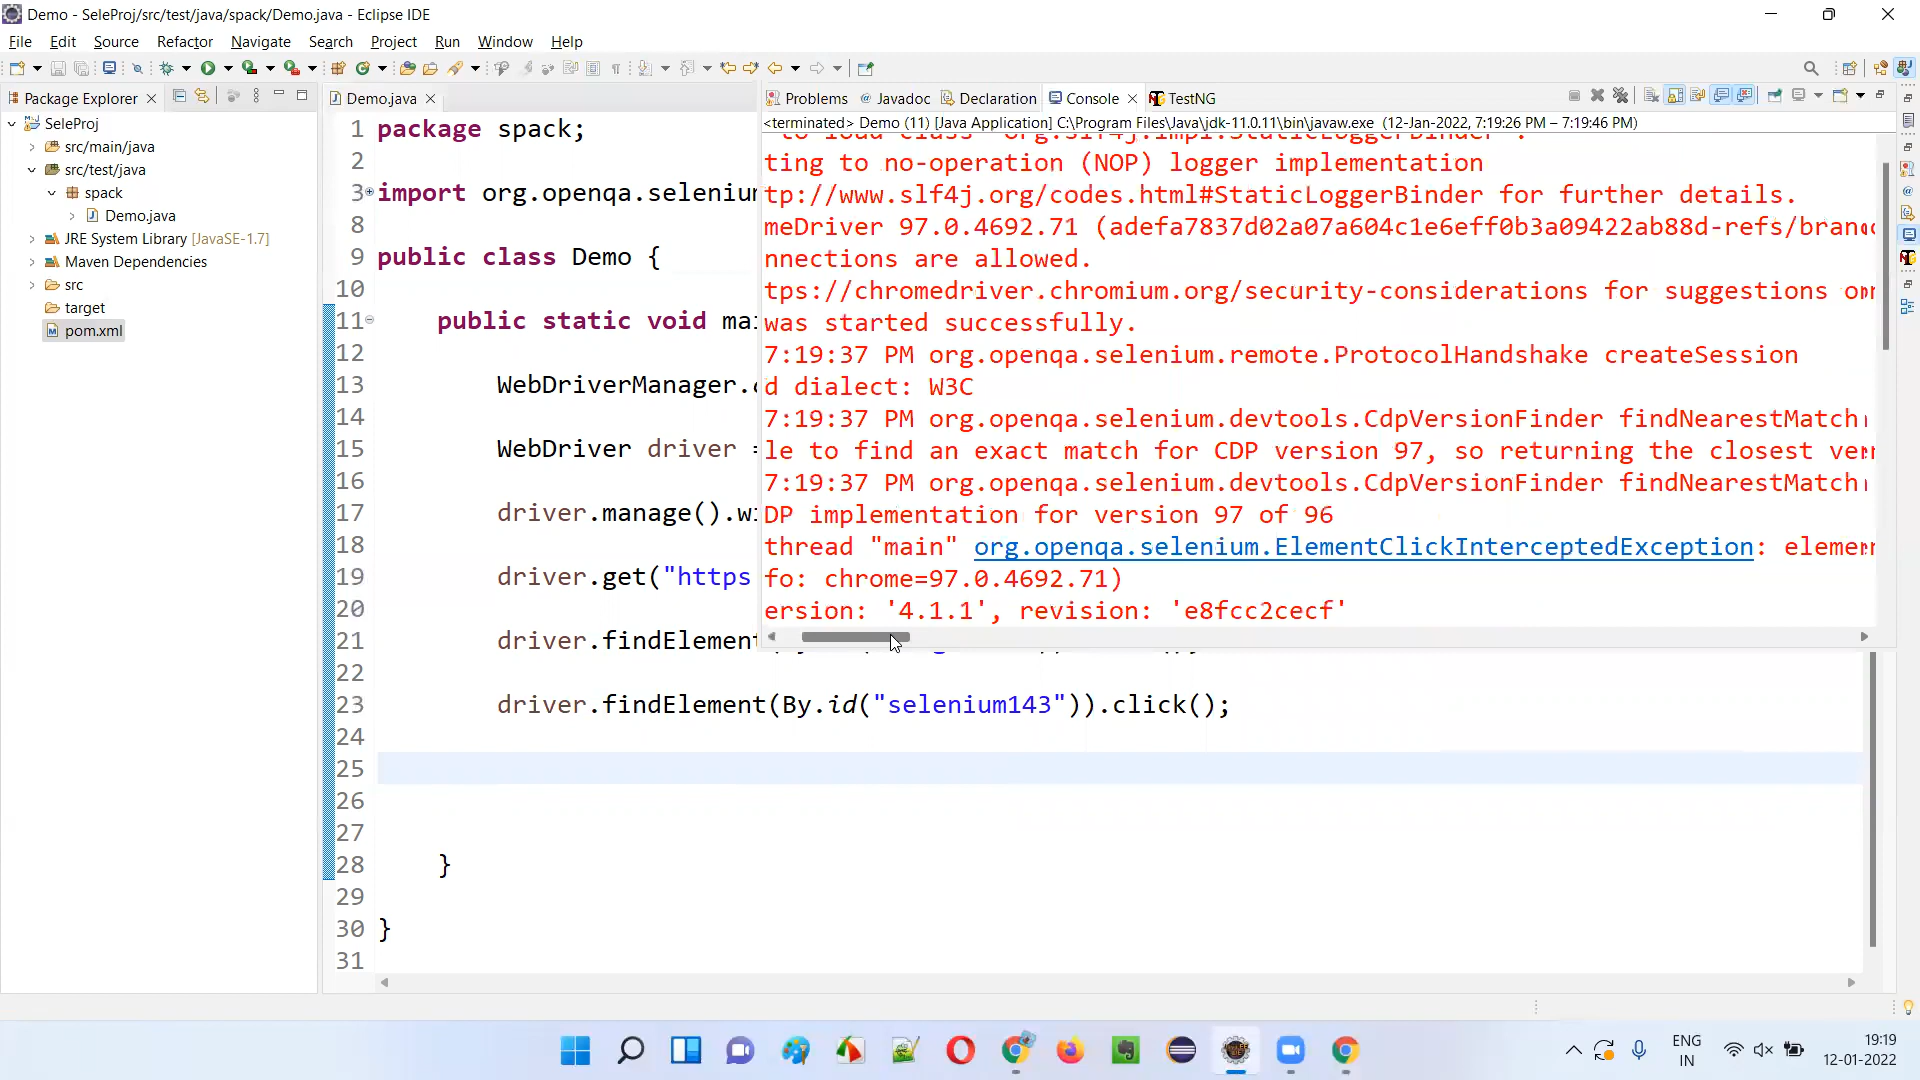 Demo - SeleProj/src/test/java/spack/Demo.java - Eclipse IDE
File Edit Source Refactor Navigate Search Project Run Window Help
Package Explorer
SeleProj
src/main/java
src/test/java
spack
Demo.java
JRE System Library [JavaSE-1.7]
Maven Dependencies
src
target
pom.xml
Demo.java
1 package spack;
2
3 import org.openqa.selenium
8
9 public class Demo {
10
11 public static void mai
12
13 WebDriverManager.
14
15 WebDriver driver =
16
17 driver.manage().wi
18
19 driver.get("https
20
21 driver.findElement
22
23 driver.findElement(By.id("selenium143")).click();
24
25
26
27
28 }
29
30 }
31
Problems Javadoc Declaration Console TestNG
<terminated> Demo (11) [Java Application] C:\Program Files\Java\jdk-11.0.11\bin\javaw.exe (12-Jan-2022, 7:19:26 PM – 7:19:46 PM)
to load class "org.slf4j.impl.StaticLoggerBinder".
ting to no-operation (NOP) logger implementation
tp://www.slf4j.org/codes.html#StaticLoggerBinder for further details.
meDriver 97.0.4692.71 (adefa7837d02a07a604c1e6eff0b3a09422ab88d-refs/branc
nnections are allowed.
tps://chromedriver.chromium.org/security-considerations for suggestions on
was started successfully.
7:19:37 PM org.openqa.selenium.remote.ProtocolHandshake createSession
d dialect: W3C
7:19:37 PM org.openqa.selenium.devtools.CdpVersionFinder findNearestMatch
le to find an exact match for CDP version 97, so returning the closest ver
7:19:37 PM org.openqa.selenium.devtools.CdpVersionFinder findNearestMatch
DP implementation for version 97 of 96
thread "main" org.openqa.selenium.ElementClickInterceptedException: elemen
fo: chrome=97.0.4692.71)
ersion: '4.1.1', revision: 'e8fcc2cecf'
ENG
IN
19:19
12-01-2022